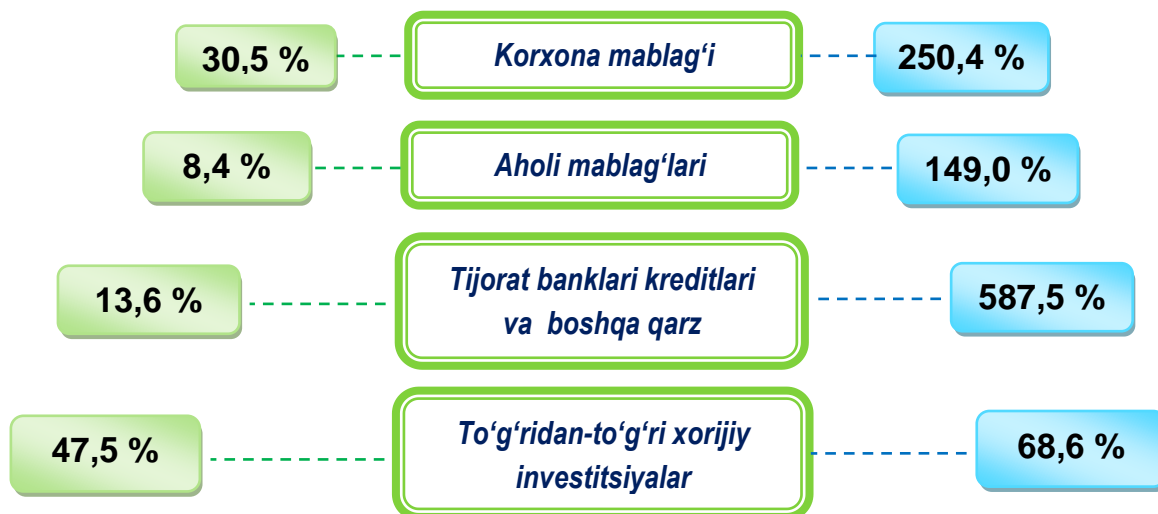 30,5 %
Korxona mablag‘i
250,4 %
8,4 %
Aholi mablag‘lari
149,0 %
13,6 %
Tijorat banklari kreditlari
va boshqa qarz
587,5 %
47,5 %
To‘g‘ridan-to‘g‘ri xorijiy
investitsiyalar
68,6 %